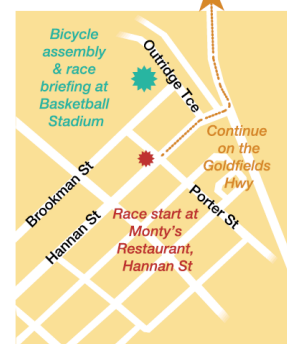 Bicycle
assembly
& race
briefing at
Basketball
Stadium
Outridge Tce
Continue
on the
Goldfields
Hwy
Brookman St
Hannan St
Porter St
Race start at
Monty's
Restaurant,
Hannan St